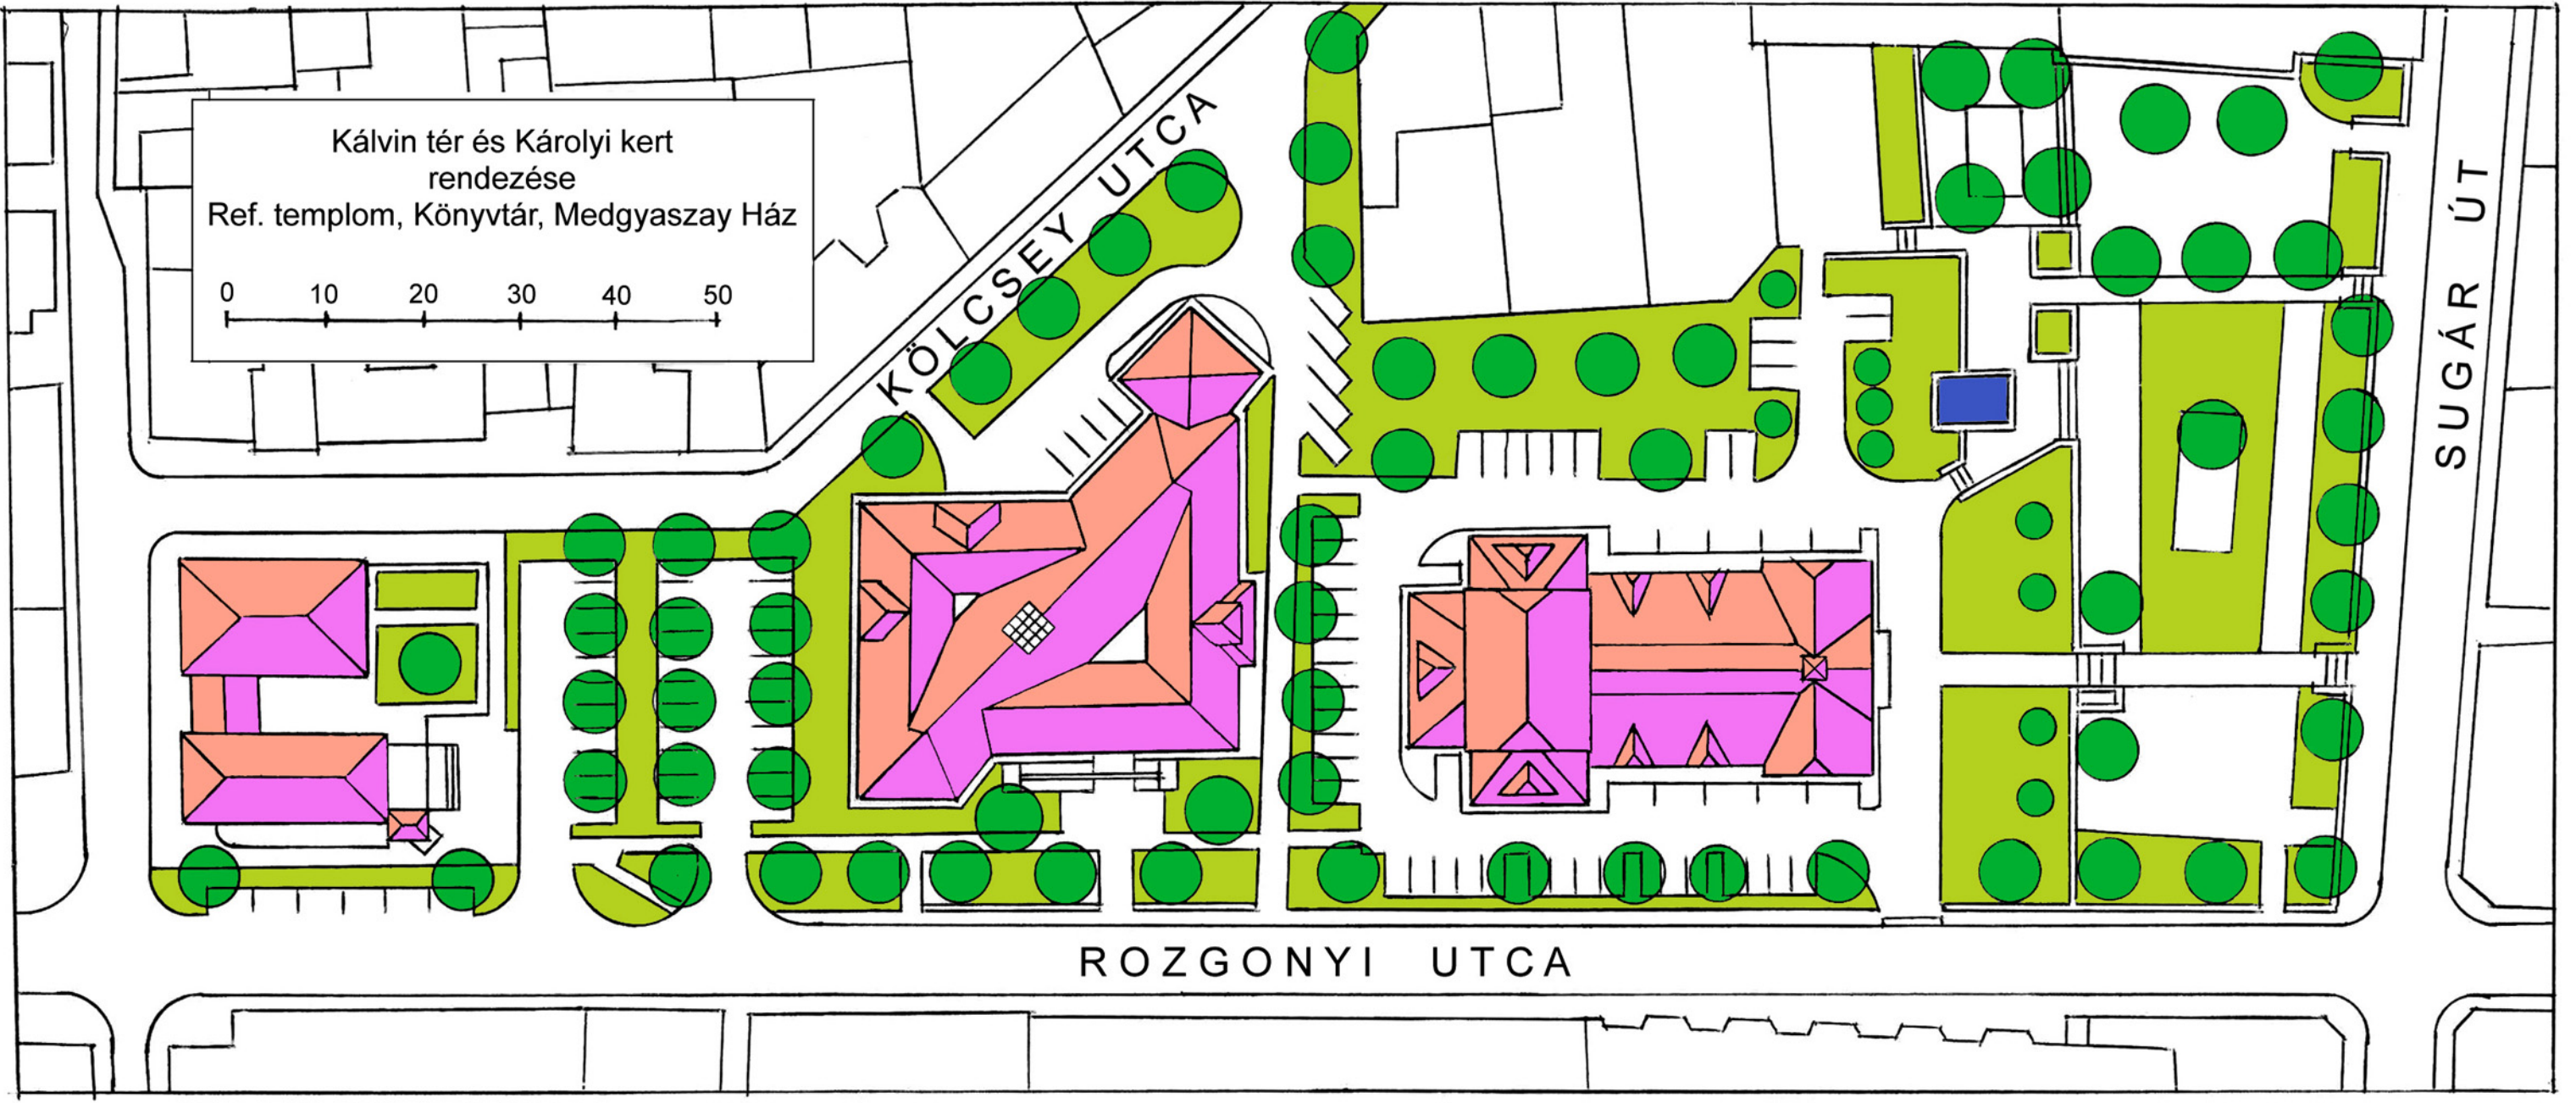 Kálvin tér és Károlyi kert
rendezése
Ref. templom, Könyvtár, Medgyaszay Ház
0 10 20 30 40 50
KÖLCSEY UTCA
SUGÁR ÚT
ROZGONYI UTCA